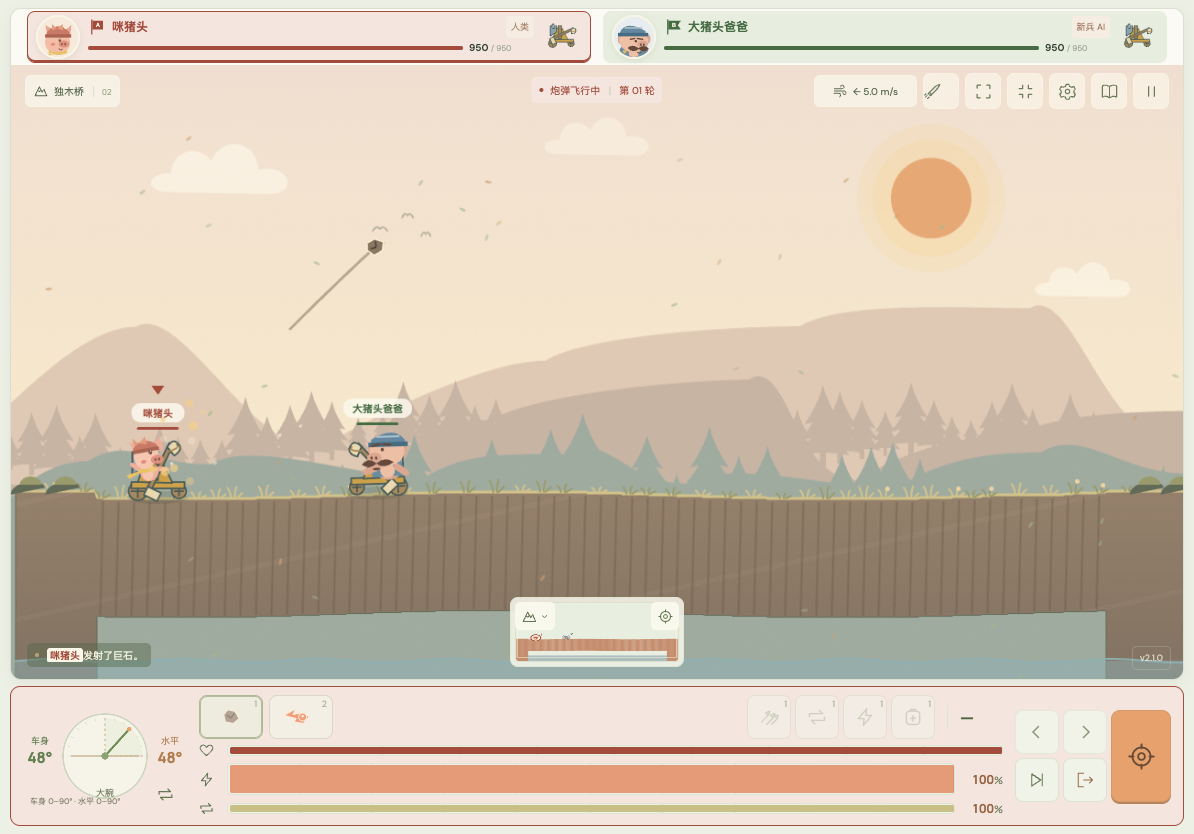 咪猪头
人类
950 / 950
大猪头爸爸
新兵 AI
950 / 950
独木桥 02
炮弹飞行中 第 01 轮
← 5.0 m/s
咪猪头
大猪头爸爸
咪猪头发射了巨石。
v2.1.0
车身
48°
水平
48°
大腕
车身 0–90° · 水平 0–90°
1
2
1
1
1
1
100%
100%